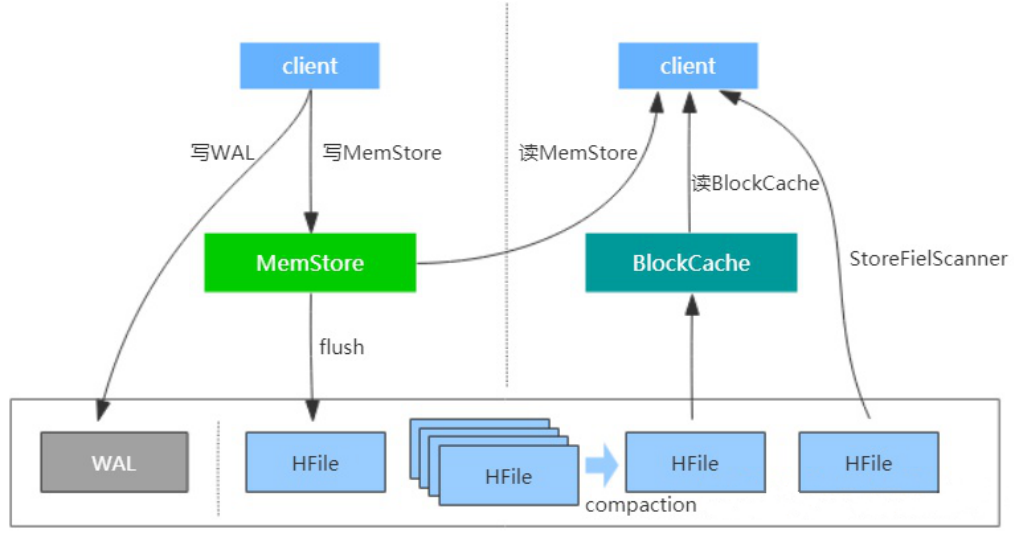 client
client
写WAL
写MemStore
读MemStore
读BlockCache
MemStore
BlockCache
StoreFielScanner
flush
WAL
HFile
HFile
HFile
HFile
compaction